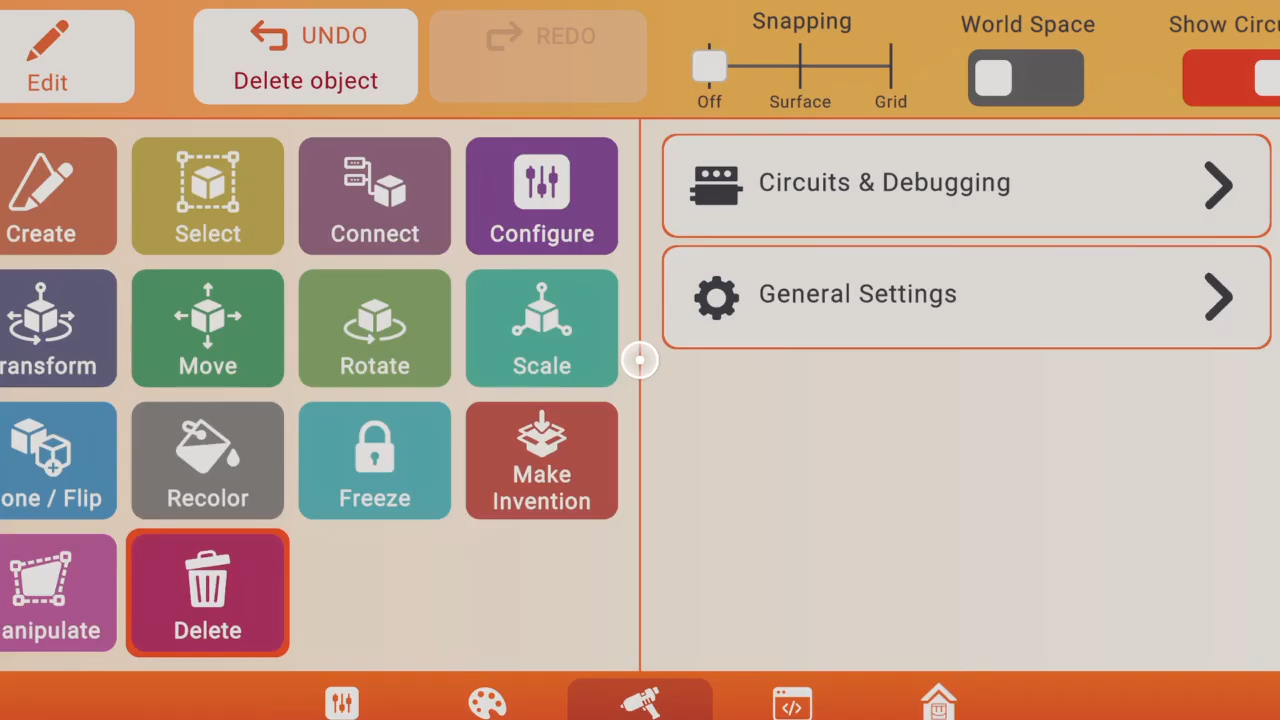 Edit
UNDO
Delete object
REDO
Snapping
Off
Surface
Grid
World Space
Show Circu
Create
Select
Connect
Configure
ransform
Move
Rotate
Scale
one / Flip
Recolor
Freeze
Make
Invention
anipulate
Delete
Circuits & Debugging
General Settings